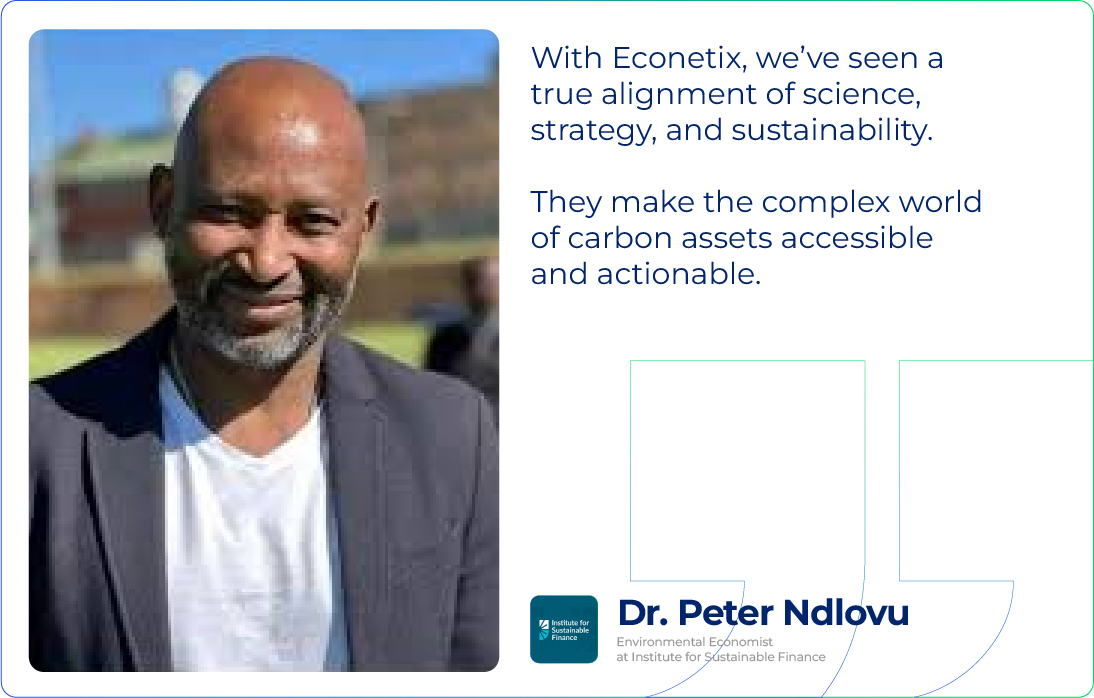 With Econetix, we’ve seen a
true alignment of science,
strategy, and sustainability.
They make the complex world
of carbon assets accessible
and actionable.
Institute for
Sustainable
Finance
Dr. Peter Ndlovu
Environmental Economist
at Institute for Sustainable Finance